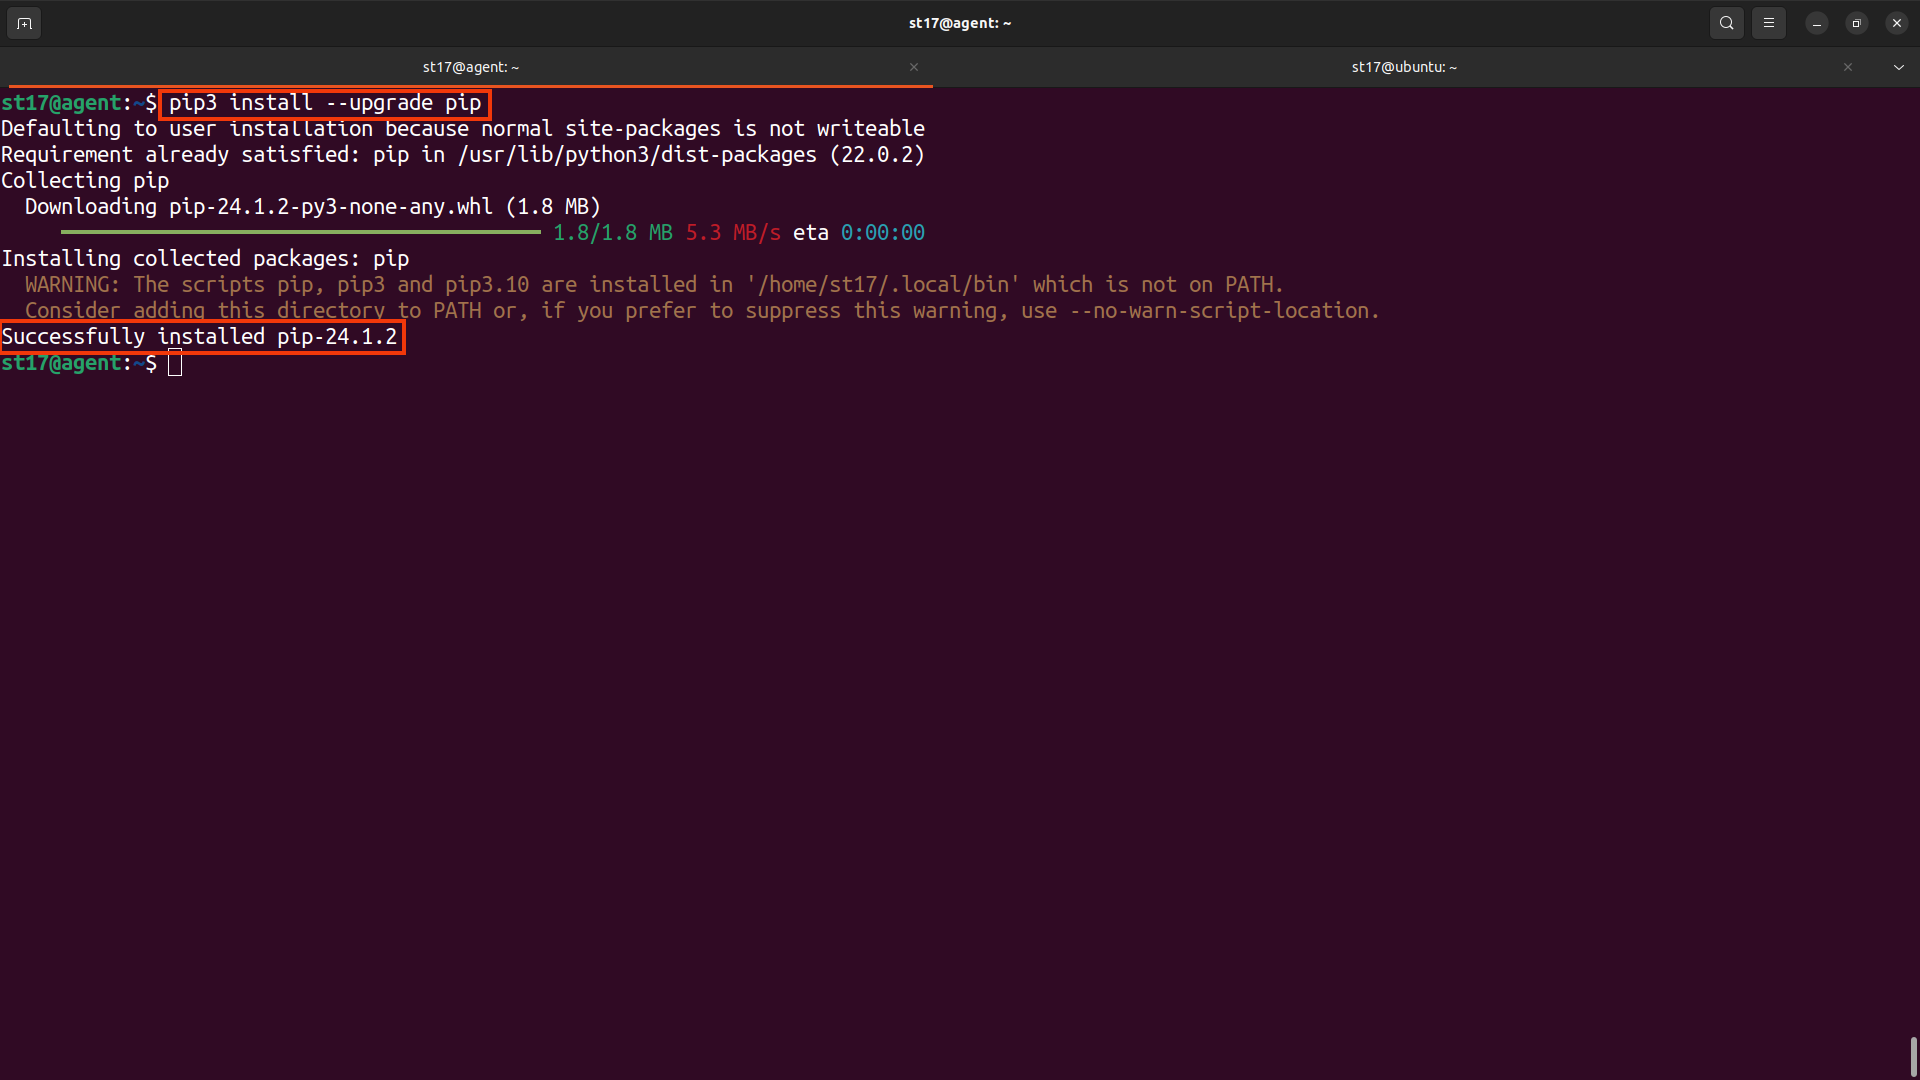 st17@agent: ~
st17@agent: ~
st17@ubuntu: ~
st17@agent:~$ pip3 install --upgrade pip
Defaulting to user installation because normal site-packages is not writeable
Requirement already satisfied: pip in /usr/lib/python3/dist-packages (22.0.2)
Collecting pip
Downloading pip-24.1.2-py3-none-any.whl (1.8 MB)
1.8/1.8 MB 5.3 MB/s eta 0:00:00
Installing collected packages: pip
WARNING: The scripts pip, pip3 and pip3.10 are installed in '/home/st17/.local/bin' which is not on PATH.
Consider adding this directory to PATH or, if you prefer to suppress this warning, use --no-warn-script-location.
Successfully installed pip-24.1.2
st17@agent:~$